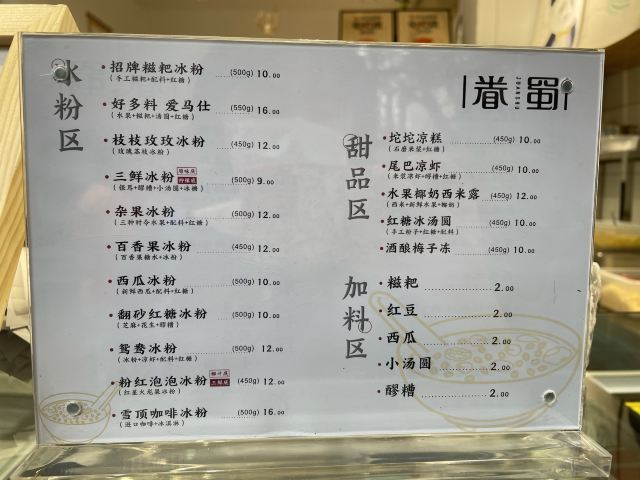 冰粉区
招牌糍粑冰粉 (500g) 10.00
(手工糍粑+配料+红糖)
好多料 爱马仕 (550g) 16.00
(水果+糍粑+汤圆+红糖)
枝枝玫玫冰粉 (450g) 12.00
(玫瑰荔枝冰粉)
三鲜冰粉 (500g) 9.00
杂果冰粉 (500g) 12.00
(三种时令水果+配料+红糖)
百香果冰粉 (450g) 12.00
(百香果糖水+冰粉)
西瓜冰粉 (500g) 10.00
(新鲜西瓜+配料+红糖)
翻砂红糖冰粉 (500g) 10.00
(芝麻+花生+醪糟)
鸳鸯冰粉 (500g) 12.00
(冰粉+凉虾+配料+红糖)
粉红泡泡冰粉 (450g) 12.00
(红星火龙果冰粉)
雪顶咖啡冰粉 (500g) 16.00
(进口咖啡+冰淇淋)
眷蜀
JUANSHU
甜品区
坨坨凉糕 (450g) 10.00
(石磨米浆+红糖)
尾巴凉虾 (450g) 10.00
(米浆凉虾+醪糟+红糖)
水果椰奶西米露 (450g) 12.00
(西米+新鲜水果+椰奶)
红糖冰汤圆 (450g) 10.00
(手工粉子+红糖+配料)
酒酿梅子冻 (450g) 10.00
加料区
糍粑 2.00
红豆 2.00
西瓜 2.00
小汤圆 2.00
醪糟 2.00